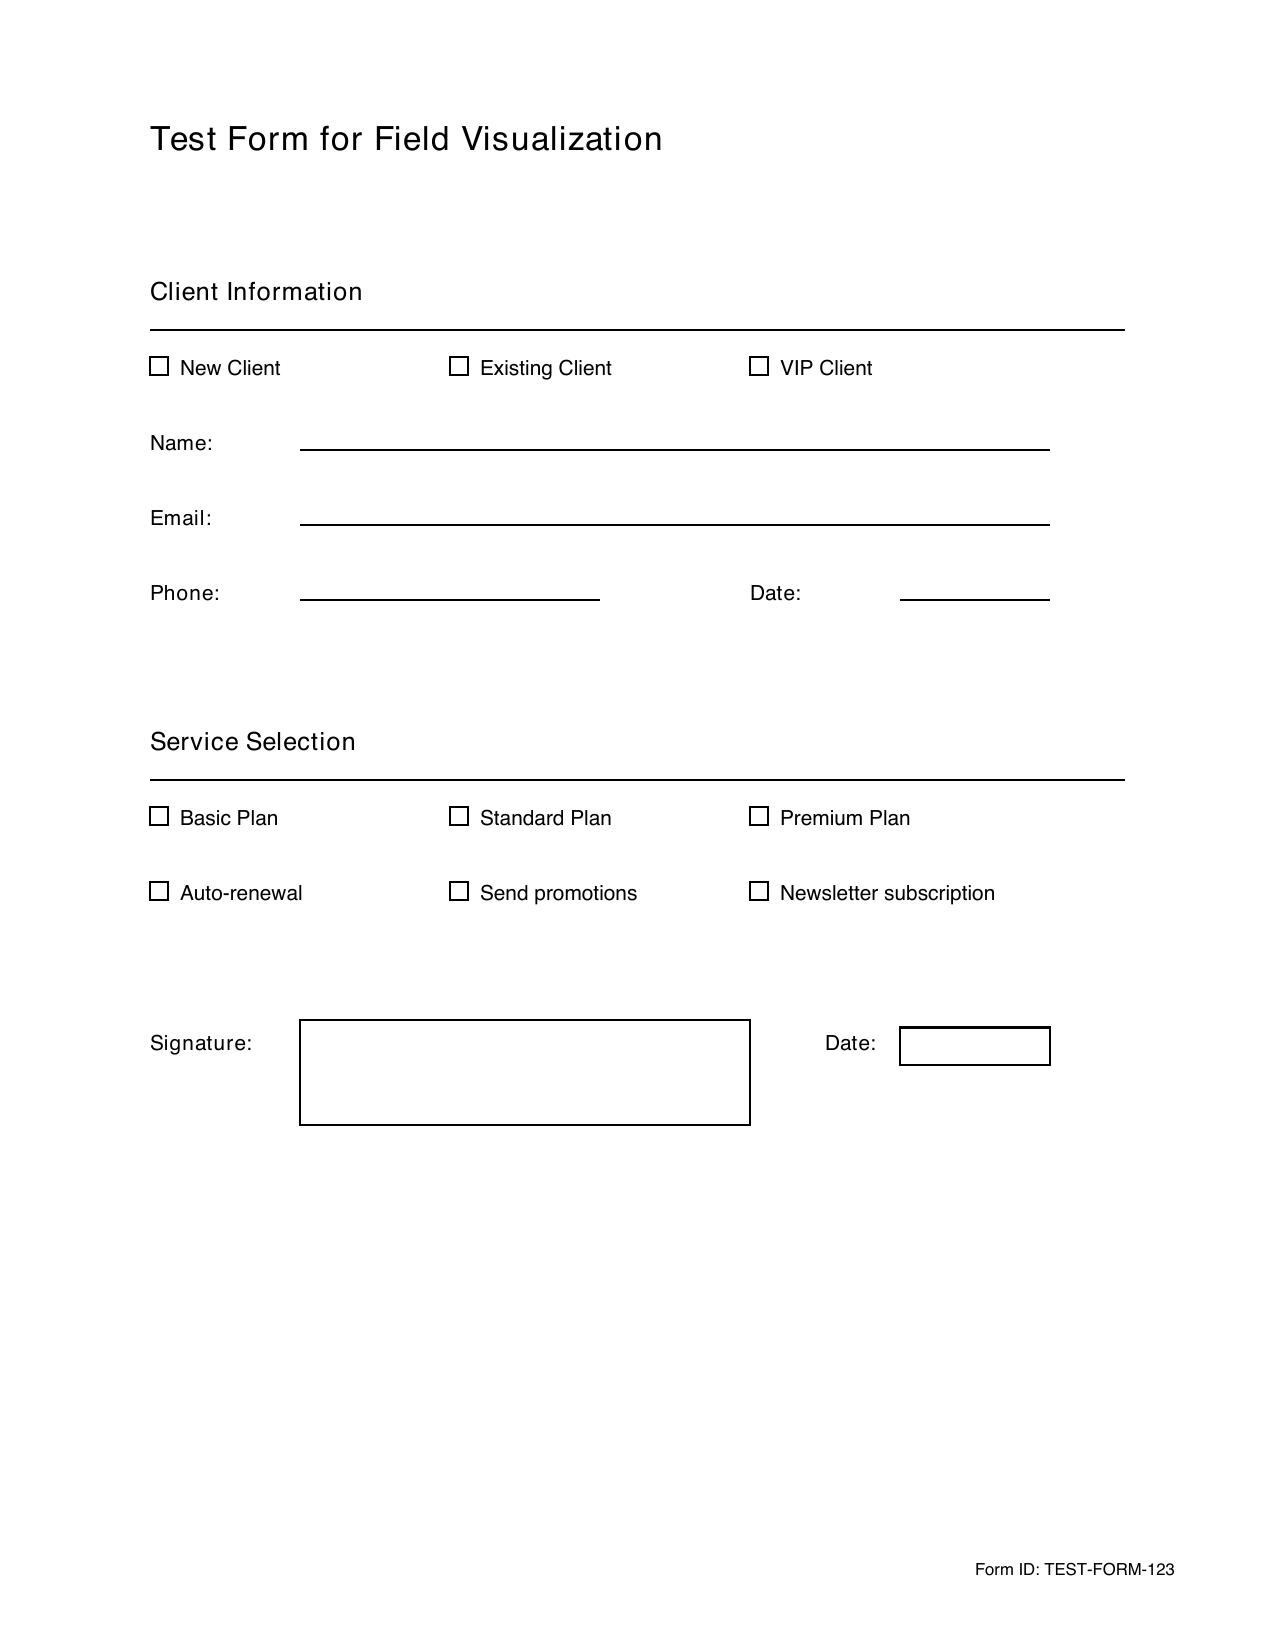 Test Form for Field Visualization
Client Information
New Client Existing Client VIP Client
Name:
Email:
Phone: Date:
Service Selection
Basic Plan Standard Plan Premium Plan
Auto-renewal Send promotions Newsletter subscription
Signature: Date:
Form ID: TEST-FORM-123